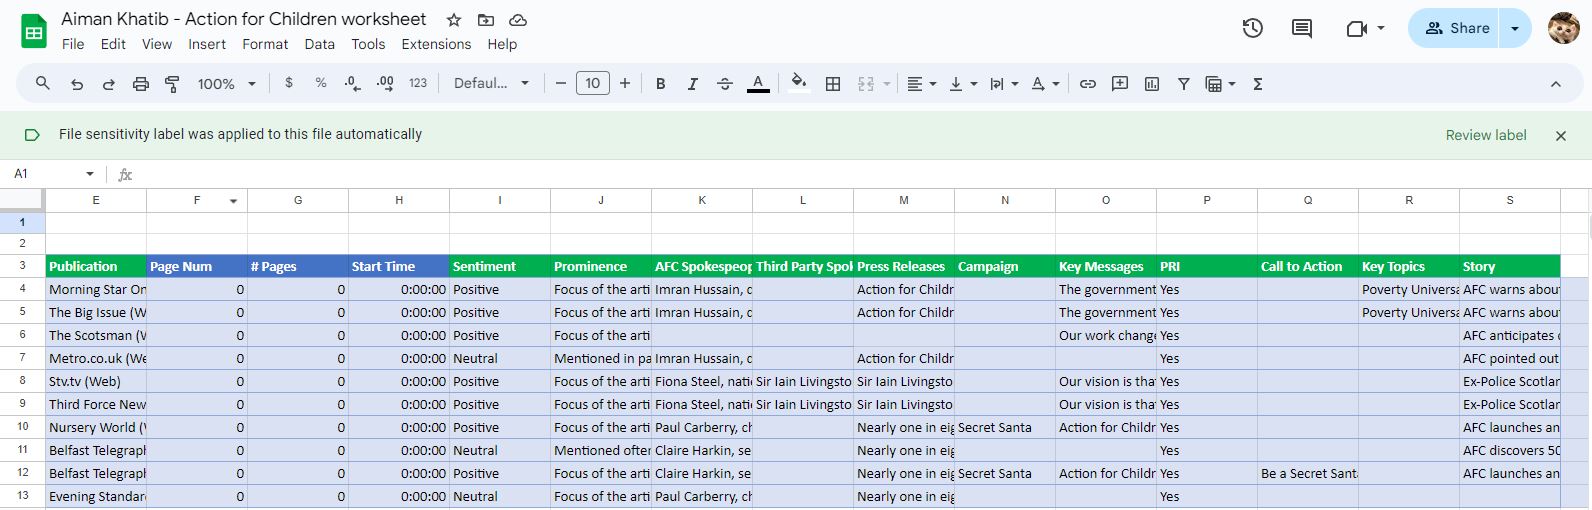 Aiman Khatib - Action for Children worksheet
File Edit View Insert Format Data Tools Extensions Help
Share
100% $ % .0 .00 123 Defaul... 10 B I A A Σ
File sensitivity label was applied to this file automatically
Review label
A1 fx
E F G H I J K L M N O P Q R S
1
2
3 Publication Page Num # Pages Start Time Sentiment Prominence AFC Spokespeop Third Party Spol Press Releases Campaign Key Messages PRI Call to Action Key Topics Story
4 Morning Star On 0 0 0:00:00 Positive Focus of the arti Imran Hussain, d Action for Childr The government Yes Poverty Universa AFC warns abou
5 The Big Issue (W 0 0 0:00:00 Positive Focus of the arti Imran Hussain, d Action for Childr The government Yes Poverty Universa AFC warns abou
6 The Scotsman (W 0 0 0:00:00 Positive Focus of the arti Our work change Yes AFC anticipates
7 Metro.co.uk (We 0 0 0:00:00 Neutral Mentioned in pa Imran Hussain, d Action for Childr Yes AFC pointed out
8 Stv.tv (Web) 0 0 0:00:00 Positive Focus of the arti Fiona Steel, nati Sir Iain Livingsto Sir Iain Livingsto Our vision is tha Yes Ex-Police Scotlan
9 Third Force New 0 0 0:00:00 Positive Focus of the arti Fiona Steel, nati Sir Iain Livingsto Sir Iain Livingsto Our vision is tha Yes Ex-Police Scotlan
10 Nursery World (W 0 0 0:00:00 Positive Focus of the arti Paul Carberry, ch Nearly one in eig Secret Santa Action for Childr Yes AFC launches an
11 Belfast Telegraph 0 0 0:00:00 Neutral Mentioned often Claire Harkin, se Nearly one in eig Yes AFC discovers 50
12 Belfast Telegraph 0 0 0:00:00 Positive Focus of the arti Claire Harkin, se Nearly one in eig Secret Santa Action for Childr Yes Be a Secret Sant AFC launches an
13 Evening Standar 0 0 0:00:00 Neutral Focus of the arti Paul Carberry, ch Nearly one in eig Yes